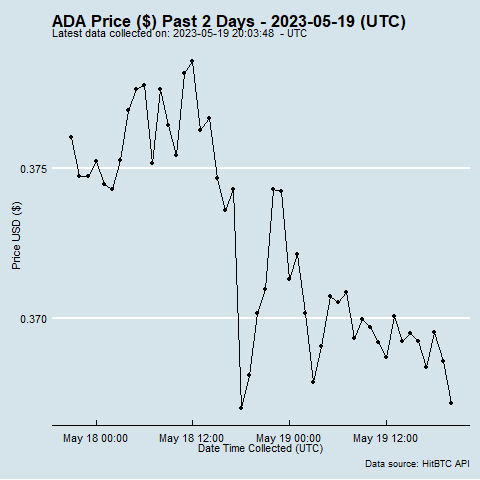 ADA Price ($) Past 2 Days - 2023-05-19 (UTC)
Latest data collected on: 2023-05-19 20:03:48 - UTC
0.375
Price USD ($)
0.370
May 18 00:00 May 18 12:00 May 19 00:00 May 19 12:00
Date Time Collected (UTC)
Data source: HitBTC API